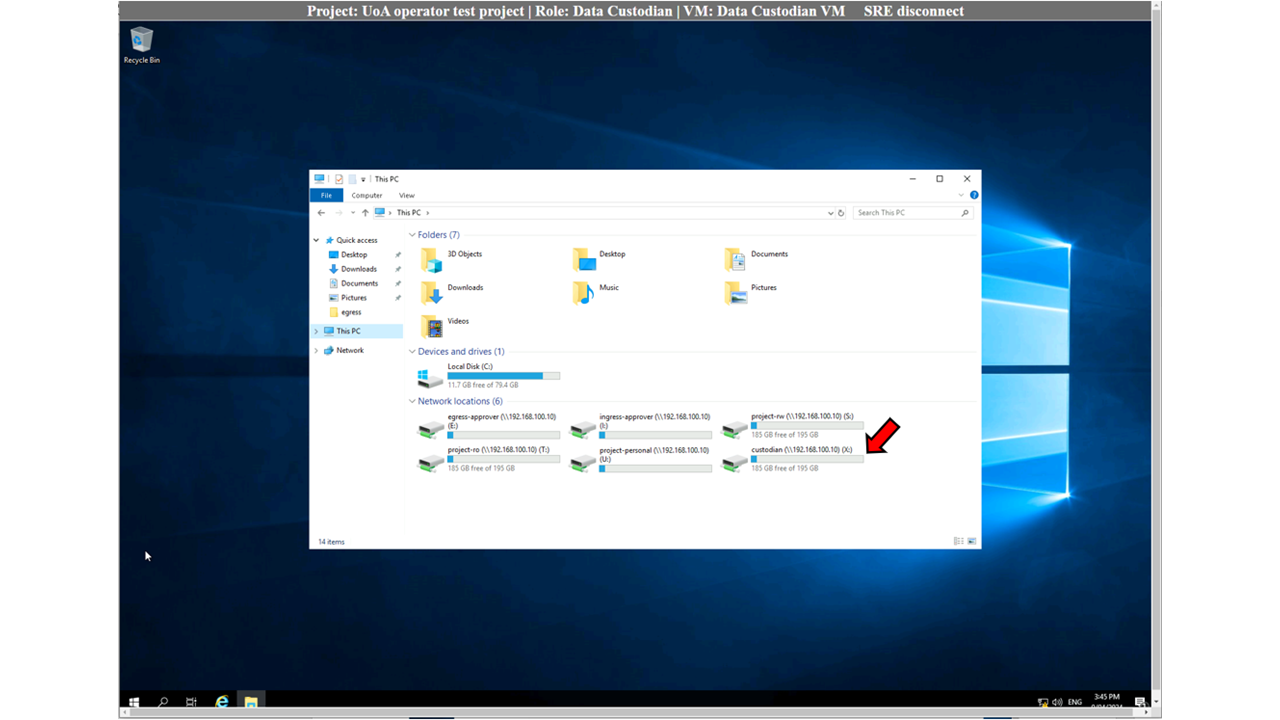 Project: UoA operator test project | Role: Data Custodian | VM: Data Custodian VM SRE disconnect
Recycle Bin
This PC
File Computer View
This PC
Search This PC
Quick access
Desktop
Downloads
Documents
Pictures
egress
This PC
Network
Folders (7)
3D Objects
Desktop
Documents
Downloads
Music
Pictures
Videos
Devices and drives (1)
Local Disk (C:)
11.7 GB free of 79.4 GB
Network locations (6)
egress-approver (\\192.168.100.10)
(E:)
ingress-approver (\\192.168.100.10)
(I:)
project-rw (\\192.168.100.10) (S:)
185 GB free of 195 GB
project-ro (\\192.168.100.10) (T:)
185 GB free of 195 GB
project-personal (\\192.168.100.10)
(U:)
custodian (\\192.168.100.10) (X:)
185 GB free of 195 GB
14 items
ENG
3:45 PM